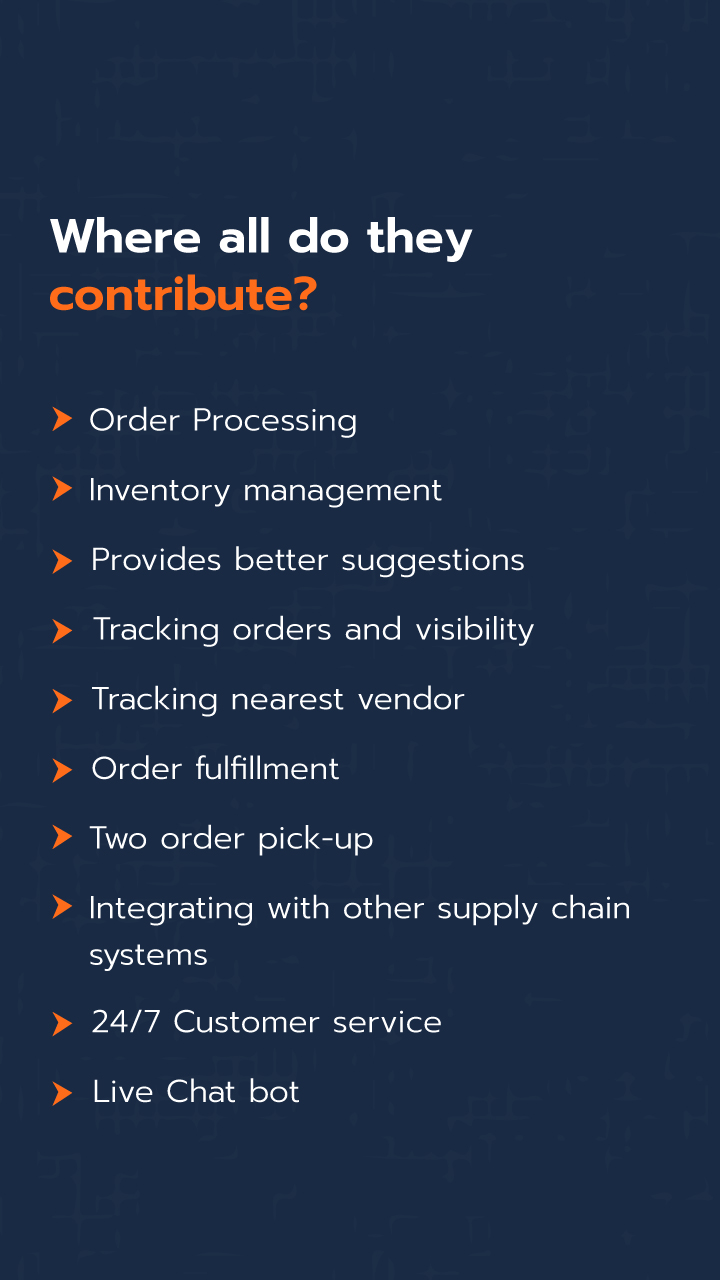 Where all do they
contribute?
Order Processing
Inventory management
Provides better suggestions
Tracking orders and visibility
Tracking nearest vendor
Order fulfillment
Two order pick-up
Integrating with other supply chain
systems
24/7 Customer service
Live Chat bot